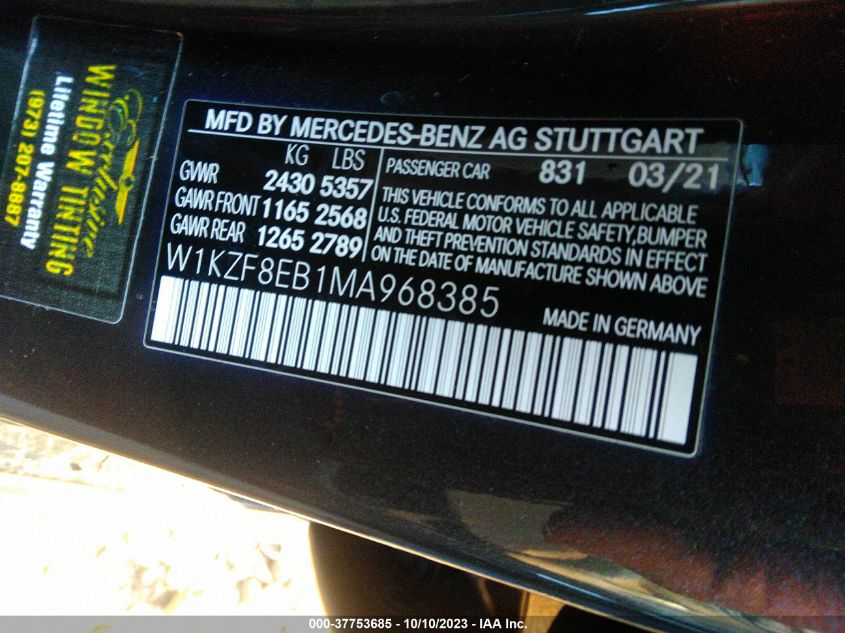 Exclusive
WINDOW TINTING
Lifetime Warranty
(973) 207-8887
MFD BY MERCEDES-BENZ AG STUTTGART
KG LBS
GVWR 2430 5357
GAWR FRONT 1165 2568
GAWR REAR 1265 2789
PASSENGER CAR 831 03/21
THIS VEHICLE CONFORMS TO ALL APPLICABLE
U.S. FEDERAL MOTOR VEHICLE SAFETY,BUMPER
AND THEFT PREVENTION STANDARDS IN EFFECT
ON THE DATE OF MANUFACTURE SHOWN ABOVE
W1KZF8EB1MA968385
MADE IN GERMANY
000-37753685 - 10/10/2023 - IAA Inc.